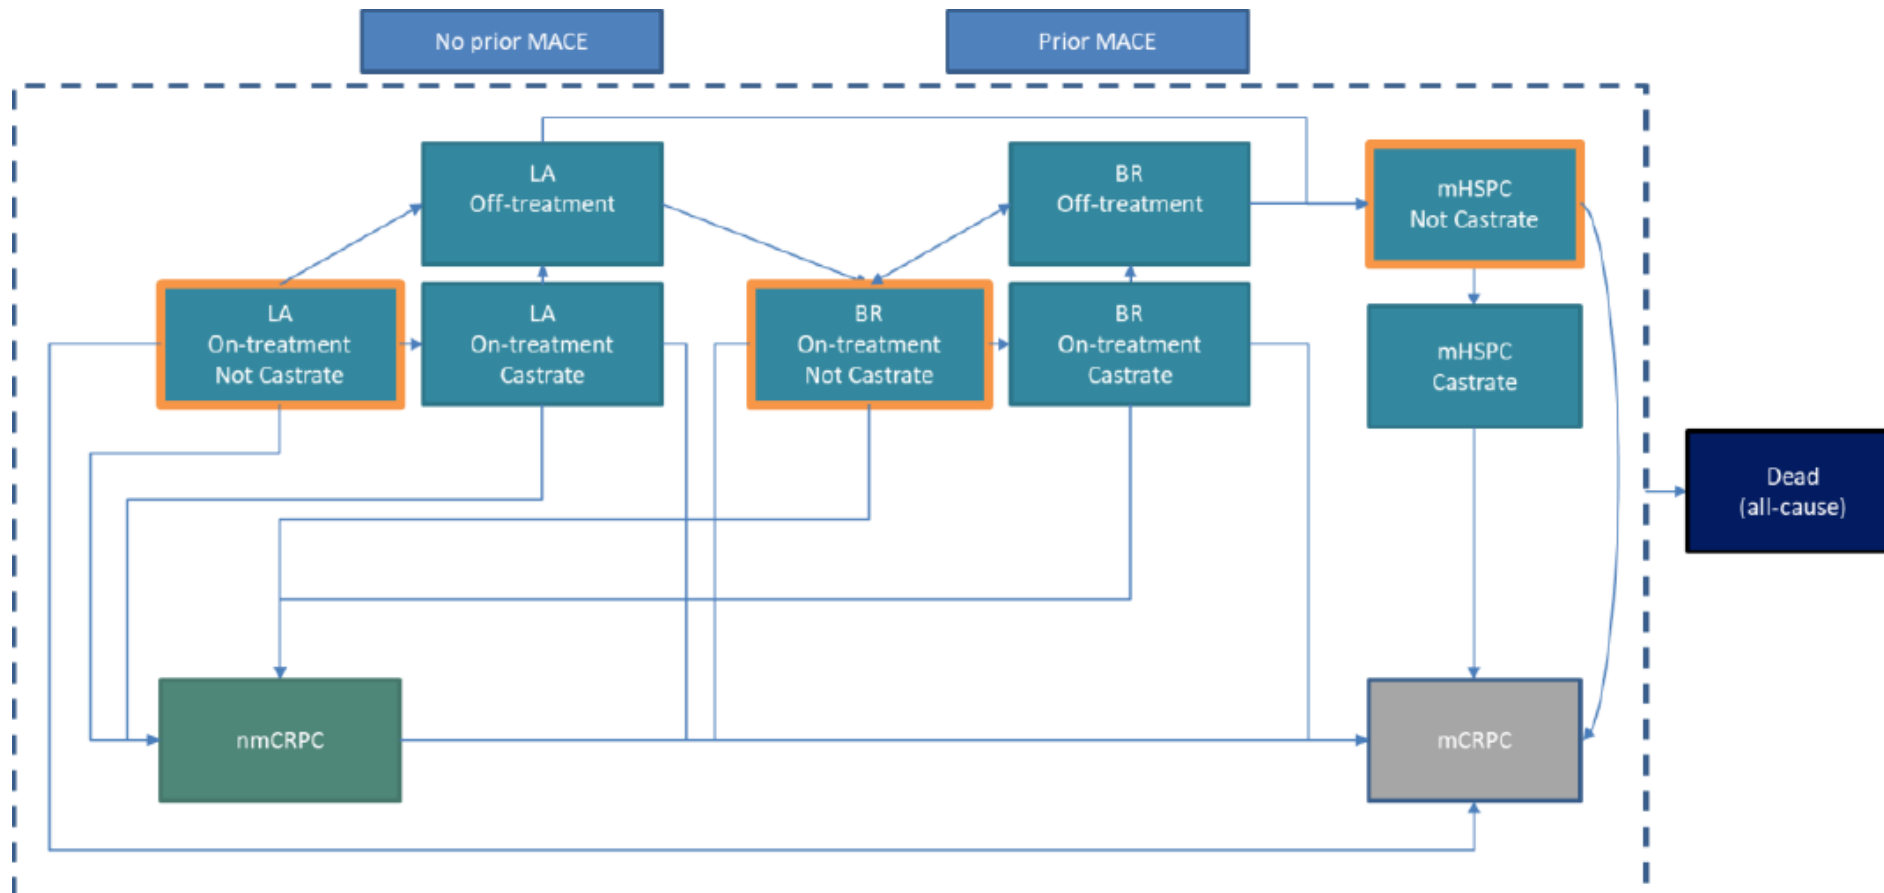 No prior MACE
Prior MACE
LA
Off-treatment
BR
Off-treatment
mHSPC
Not Castrate
LA
On-treatment
Not Castrate
LA
On-treatment
Castrate
BR
On-treatment
Not Castrate
BR
On-treatment
Castrate
mHSPC
Castrate
Dead
(all-cause)
nmCRPC
mCRPC